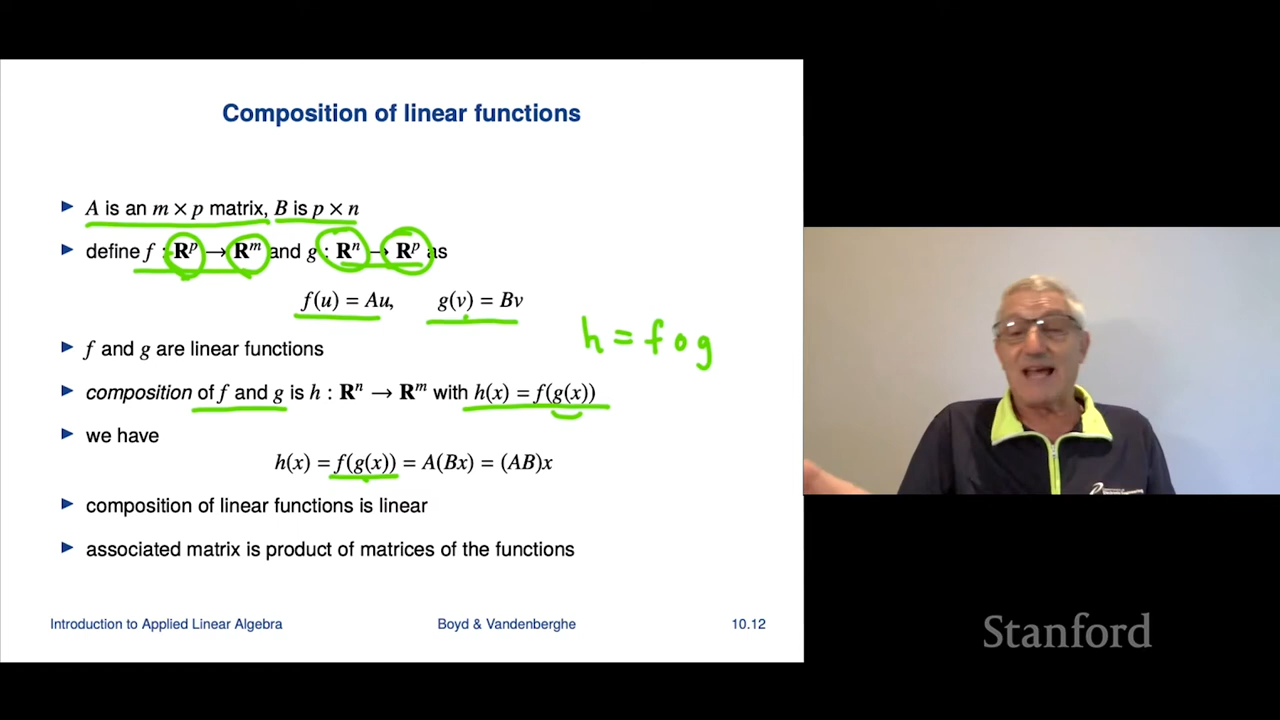 Composition of linear functions
▶ A is an m × p matrix, B is p × n
▶ define f : Rᵖ → Rᵐ and g : Rⁿ → Rᵖ as
f(u) = Au, g(v) = Bv
h = f o g
▶ f and g are linear functions
▶ composition of f and g is h : Rⁿ → Rᵐ with h(x) = f(g(x))
▶ we have
h(x) = f(g(x)) = A(Bx) = (AB)x
▶ composition of linear functions is linear
▶ associated matrix is product of matrices of the functions
Introduction to Applied Linear Algebra
Boyd & Vandenberghe
10.12
Stanford